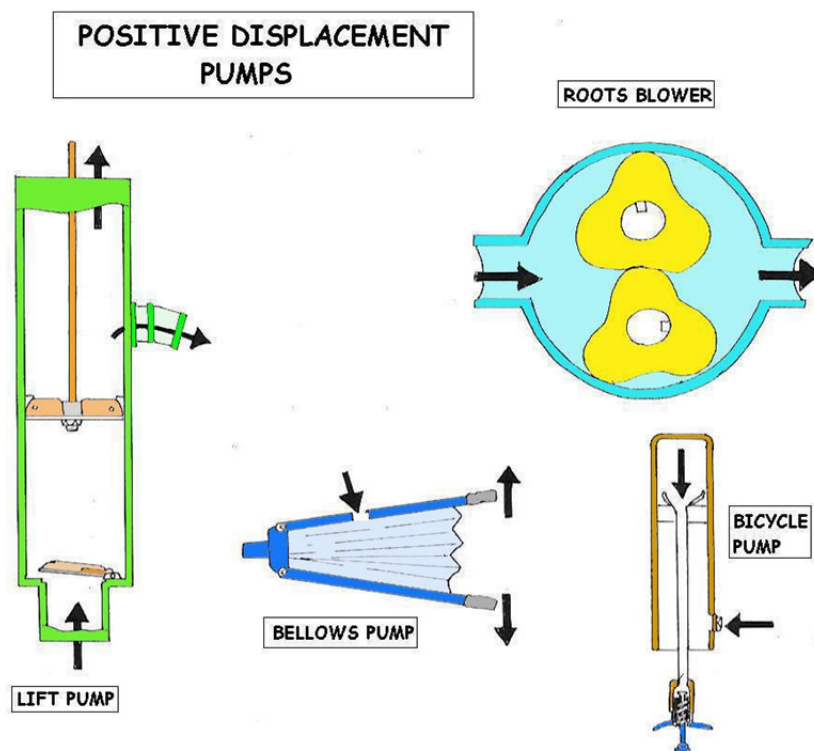 POSITIVE DISPLACEMENT
PUMPS
ROOTS BLOWER
BICYCLE
PUMP
BELLOWS PUMP
LIFT PUMP